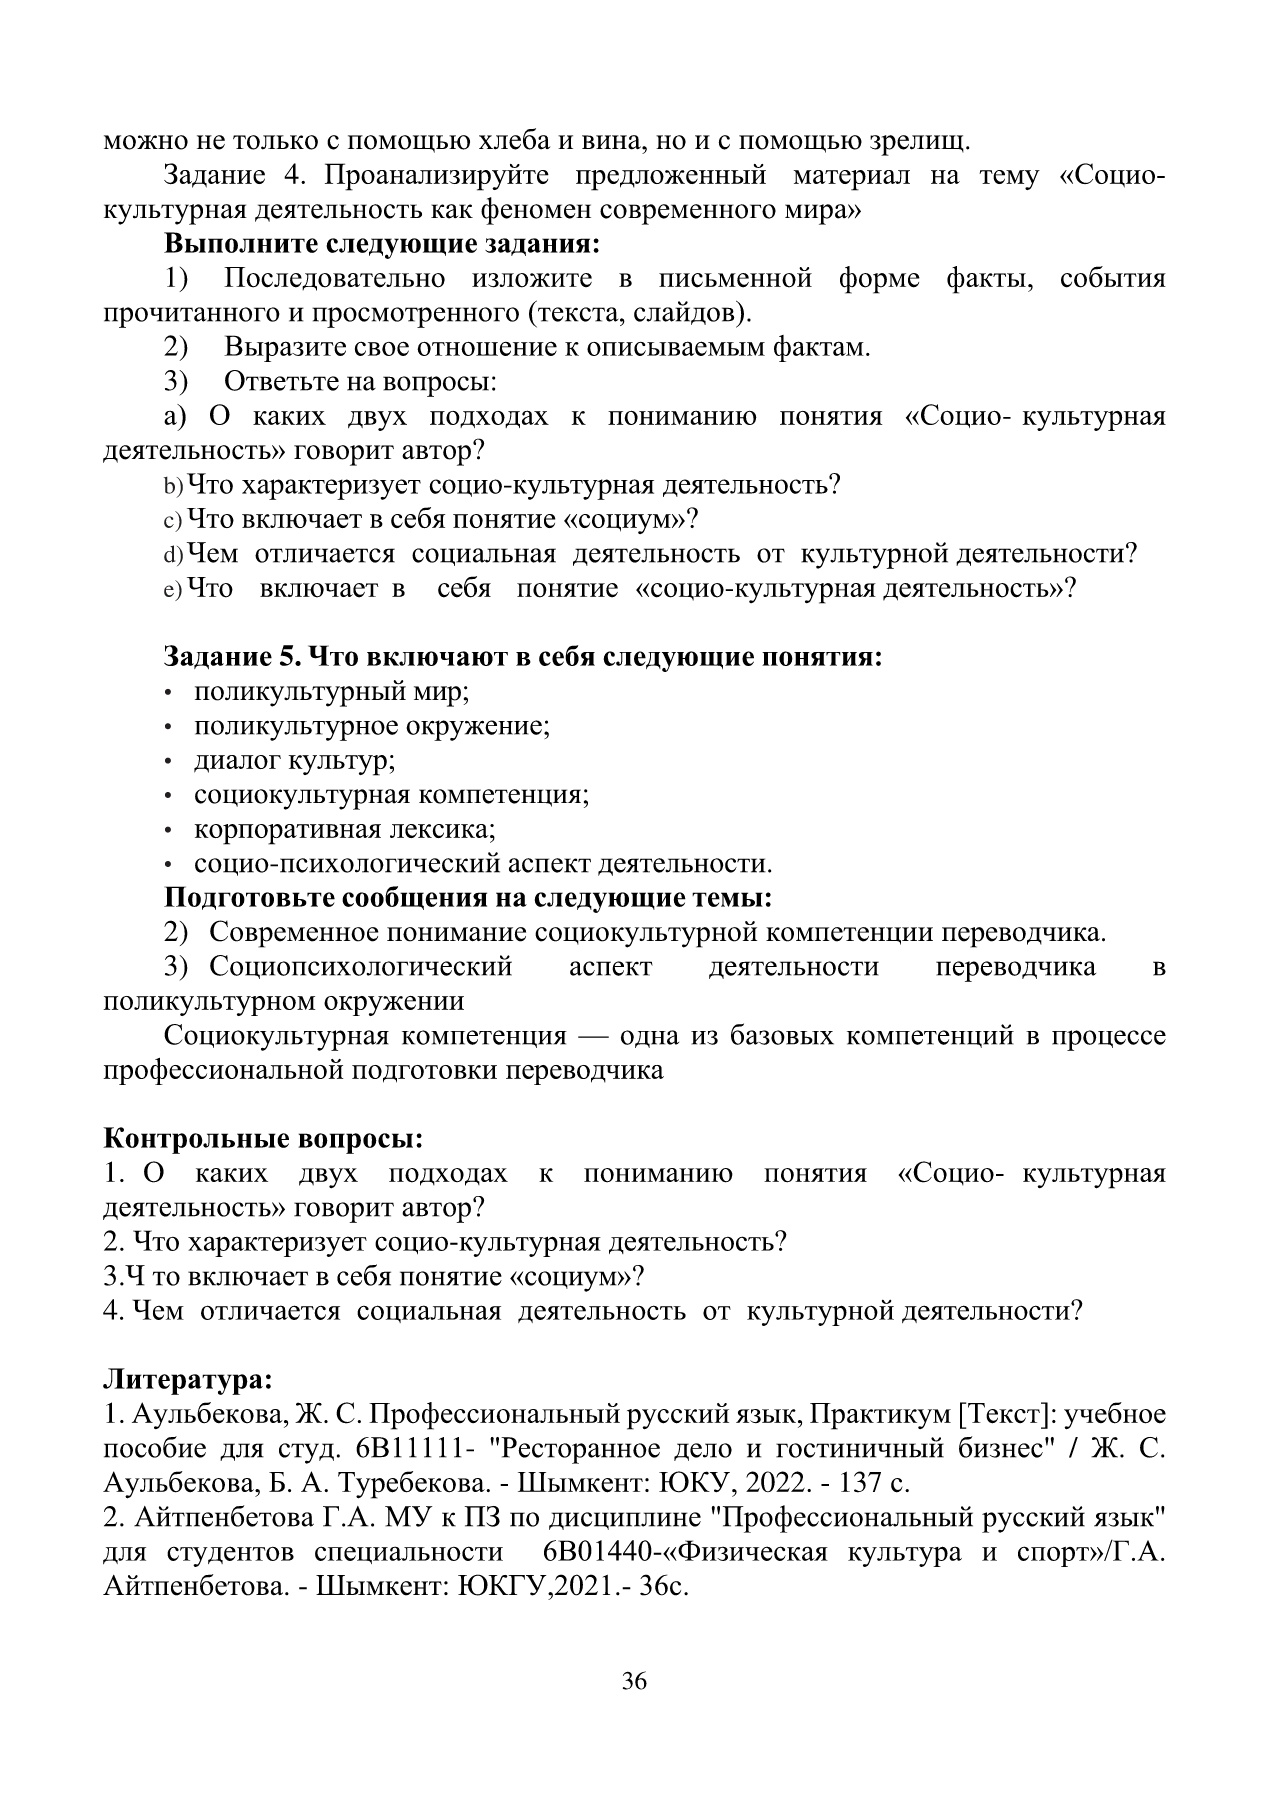 можно не только с помощью хлеба и вина, но и с помощью зрелищ.
Задание 4. Проанализируйте предложенный материал на тему «Социо-
культурная деятельность как феномен современного мира»
Выполните следующие задания:
1) Последовательно изложите в письменной форме факты, события
прочитанного и просмотренного (текста, слайдов).
2) Выразите свое отношение к описываемым фактам.
3) Ответьте на вопросы:
a) О каких двух подходах к пониманию понятия «Социо- культурная
деятельность» говорит автор?
b) Что характеризует социо-культурная деятельность?
c) Что включает в себя понятие «социум»?
d) Чем отличается социальная деятельность от культурной деятельности?
e) Что включает в себя понятие «социо-культурная деятельность»?
Задание 5. Что включают в себя следующие понятия:
• поликультурный мир;
• поликультурное окружение;
• диалог культур;
• социокультурная компетенция;
• корпоративная лексика;
• социо-психологический аспект деятельности.
Подготовьте сообщения на следующие темы:
2) Современное понимание социокультурной компетенции переводчика.
3) Социопсихологический аспект деятельности переводчика в
поликультурном окружении
Социокультурная компетенция — одна из базовых компетенций в процессе
профессиональной подготовки переводчика
Контрольные вопросы:
1. О каких двух подходах к пониманию понятия «Социо- культурная
деятельность» говорит автор?
2. Что характеризует социо-культурная деятельность?
3.Ч то включает в себя понятие «социум»?
4. Чем отличается социальная деятельность от культурной деятельности?
Литература:
1. Аульбекова, Ж. С. Профессиональный русский язык, Практикум [Текст]: учебное
пособие для студ. 6В11111- "Ресторанное дело и гостиничный бизнес" / Ж. С.
Аульбекова, Б. А. Туребекова. - Шымкент: ЮКУ, 2022. - 137 с.
2. Айтпенбетова Г.А. МУ к ПЗ по дисциплине "Профессиональный русский язык"
для студентов специальности 6В01440-«Физическая культура и спорт»/Г.А.
Айтпенбетова. - Шымкент: ЮКГУ,2021.- 36с.
36